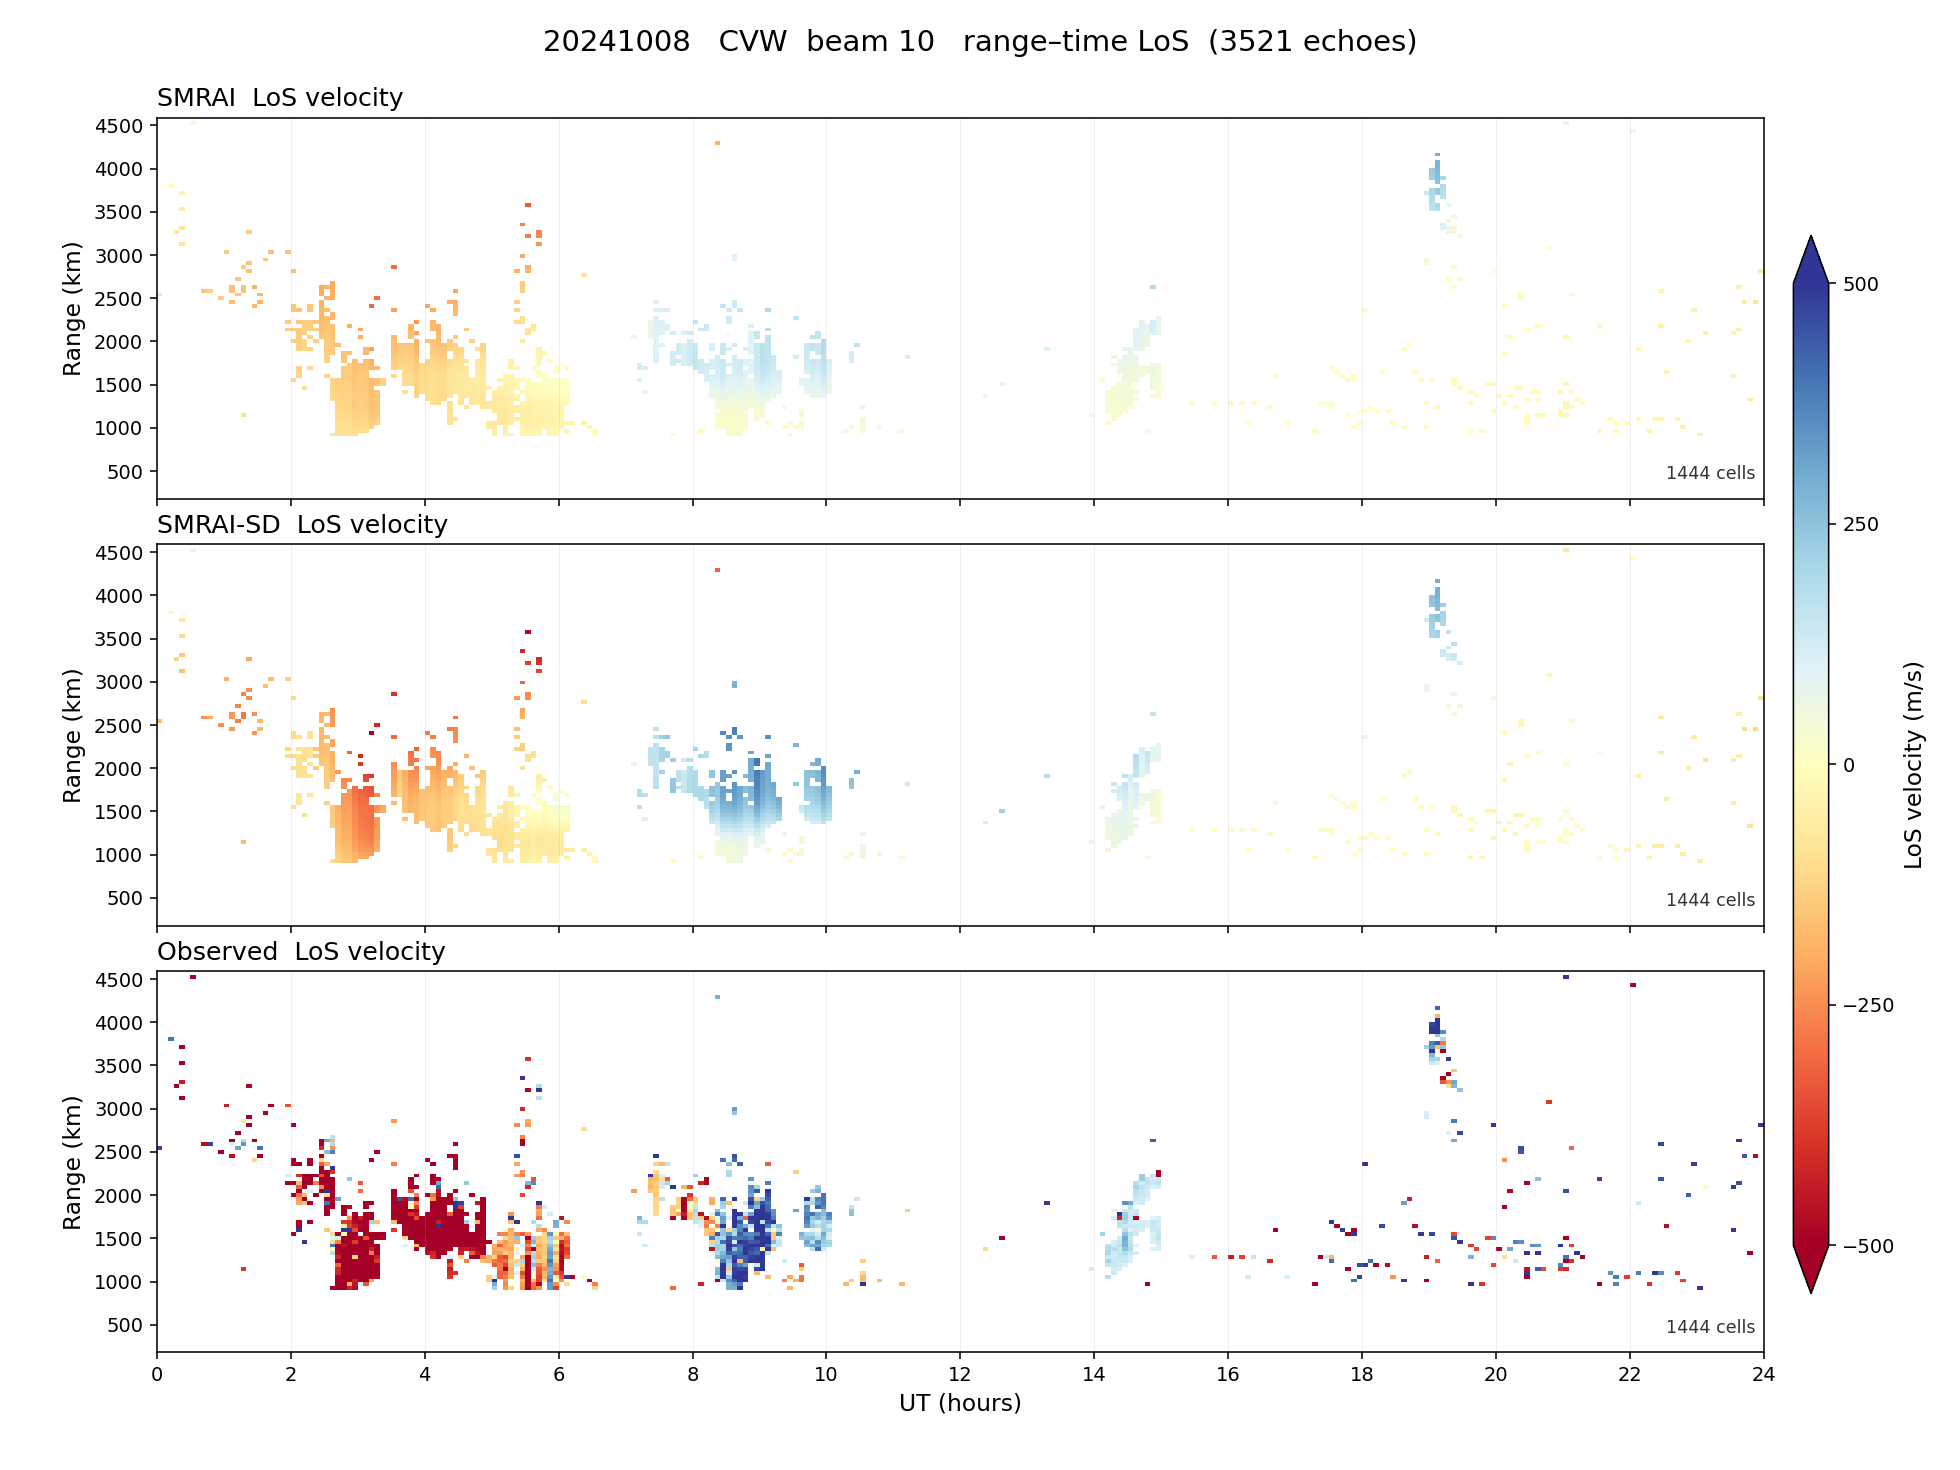 20241008   CVW  beam 10   range–time LoS  (3521 echoes)
SMRAI  LoS velocity
4500
4000
3500
3000
2500
2000
1500
1000
500
Range (km)
1444 cells
SMRAI-SD  LoS velocity
4500
4000
3500
3000
2500
2000
1500
1000
500
Range (km)
1444 cells
Observed  LoS velocity
4500
4000
3500
3000
2500
2000
1500
1000
500
Range (km)
1444 cells
0 2 4 6 8 10 12 14 16 18 20 22 24
UT (hours)
500
250
0
−250
−500
LoS velocity (m/s)